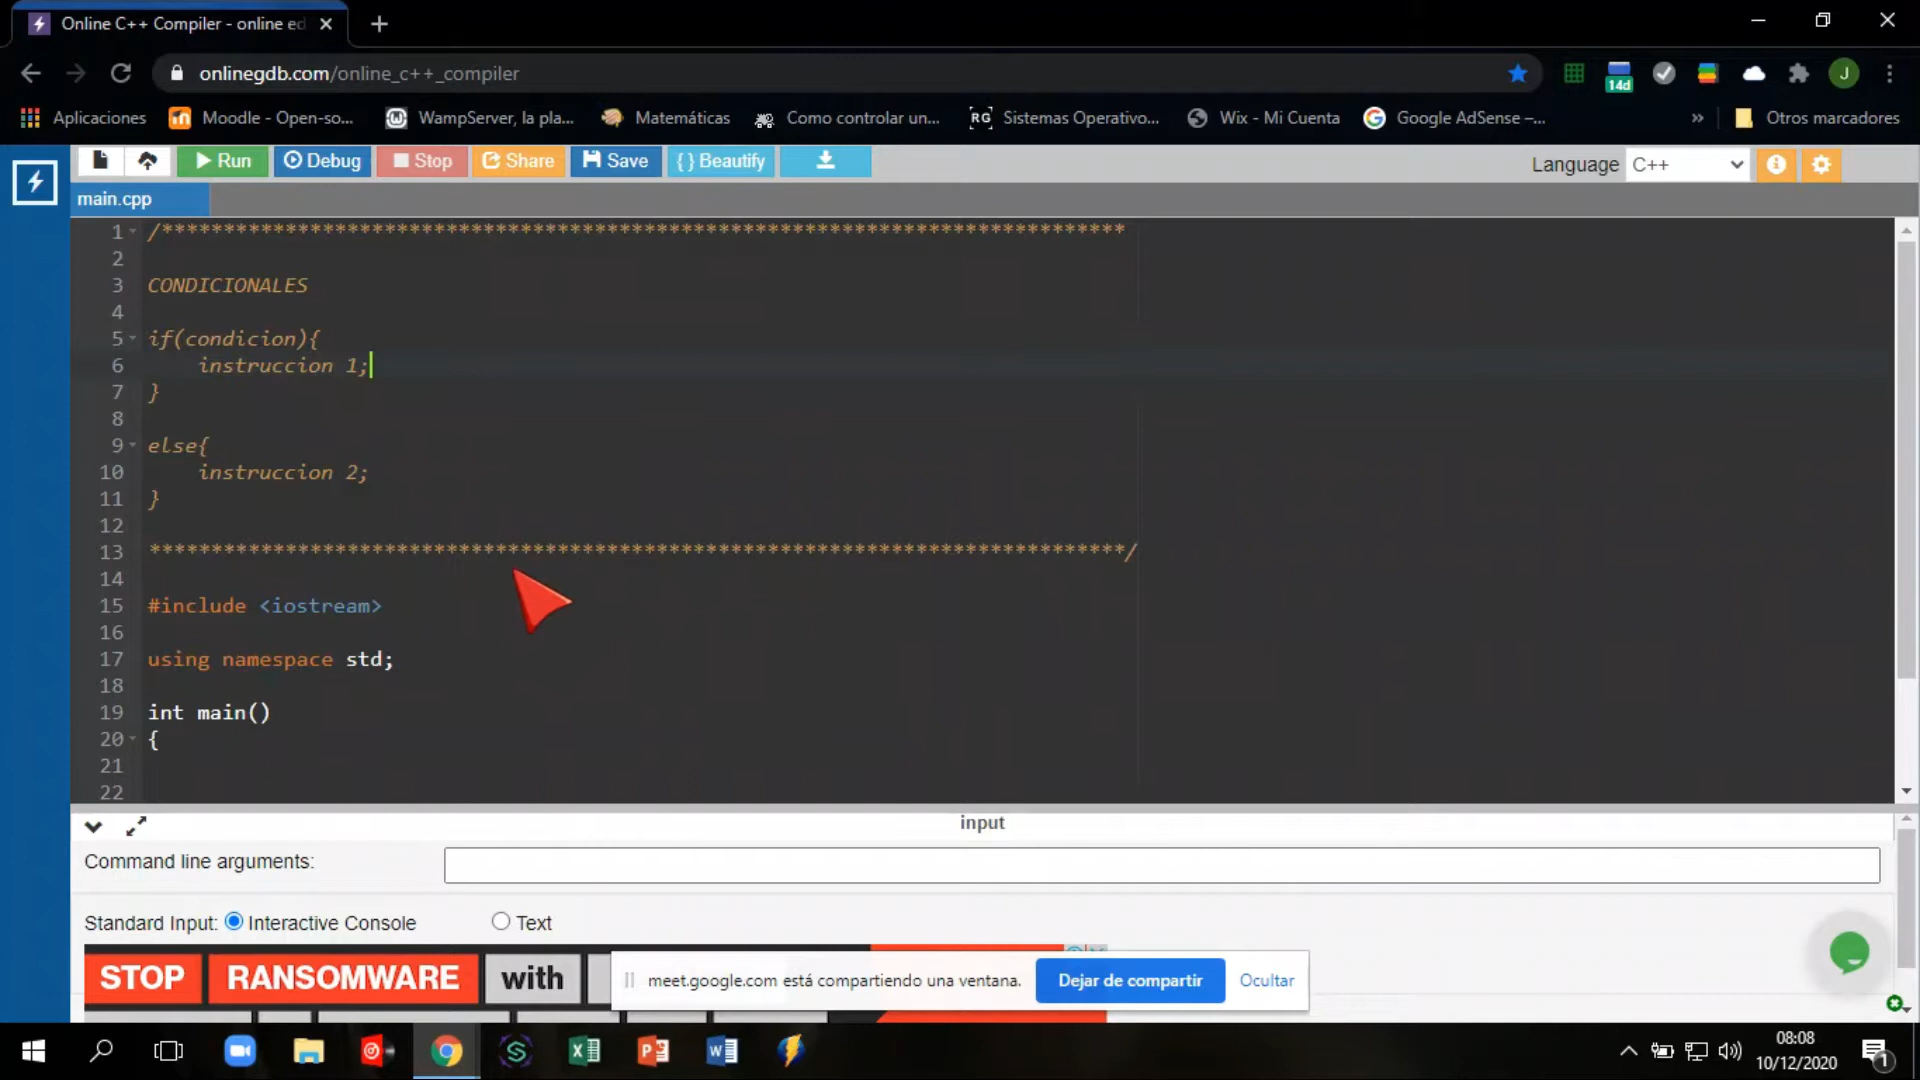 Online C++ Compiler - online ed
onlinegdb.com/online_c++_compiler
14d
J
Aplicaciones
Moodle - Open-so...
WampServer, la pla...
Matemáticas
Como controlar un...
RG
Sistemas Operativo...
Wix - Mi Cuenta
Google AdSense –...
»
Otros marcadores
Run
Debug
Stop
Share
Save
{ } Beautify
Language
C++
main.cpp
1 /******************************************************************************
2
3 CONDICIONALES
4
5 if(condicion){
6 instruccion 1;
7 }
8
9 else{
10 instruccion 2;
11 }
12
13 *******************************************************************************/
14
15 #include <iostream>
16
17 using namespace std;
18
19 int main()
20 {
21
22
input
Command line arguments:
Standard Input:
Interactive Console
Text
STOP RANSOMWARE with
meet.google.com está compartiendo una ventana.
Dejar de compartir
Ocultar
08:08
10/12/2020
1